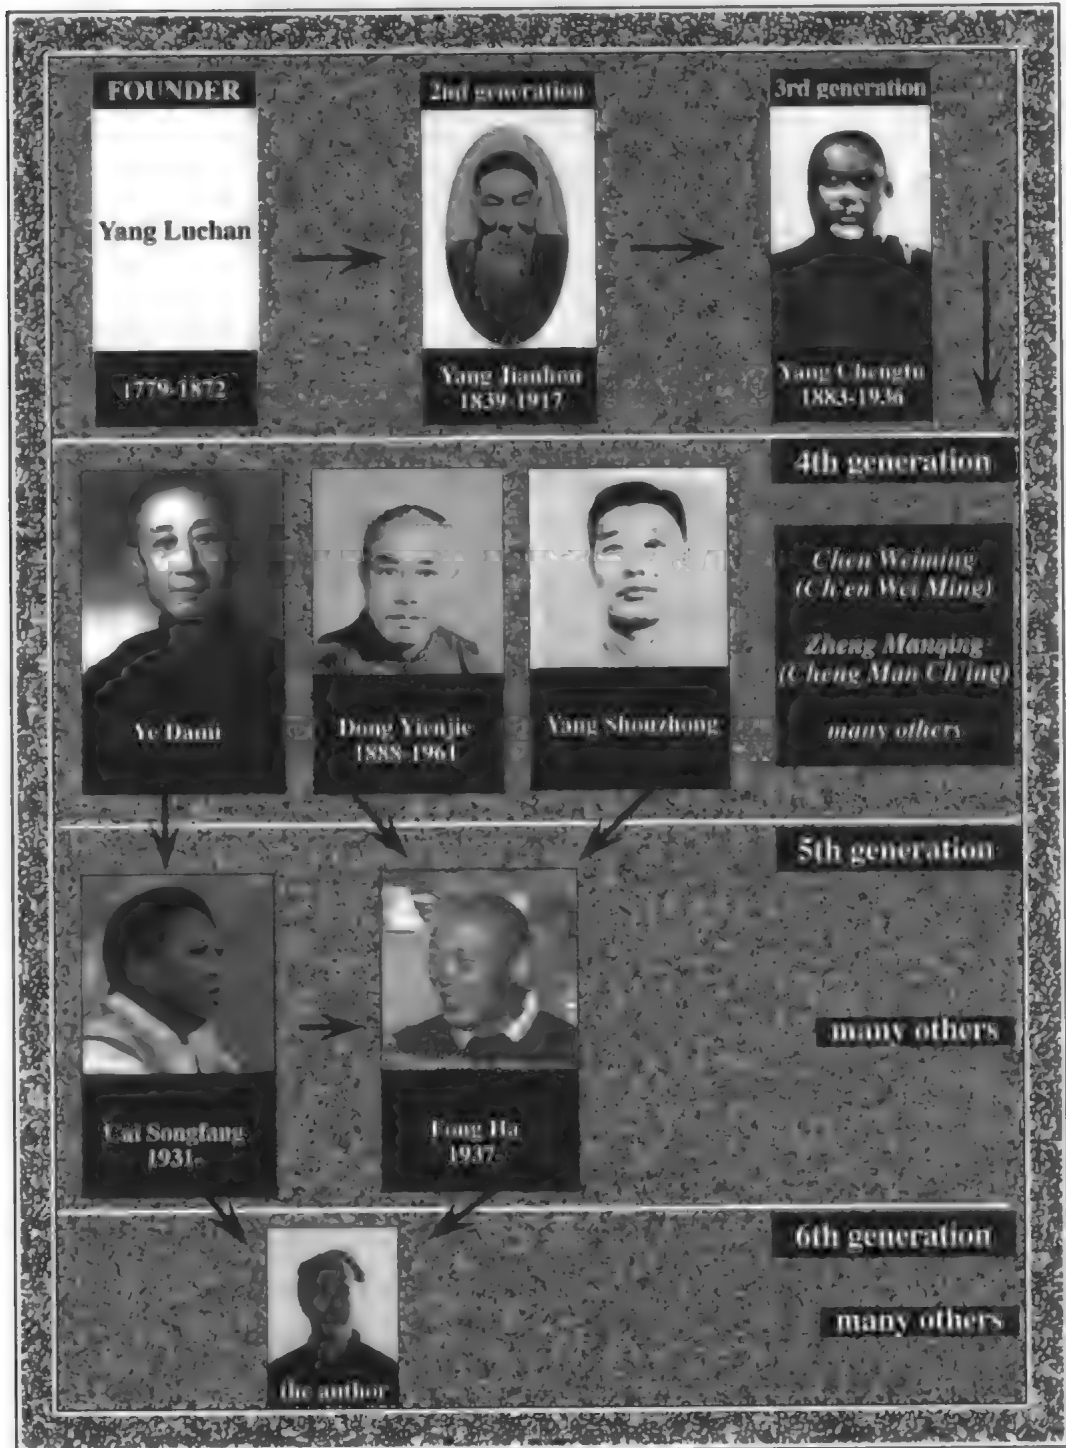 FOUNDER
2nd generation
3rd generation
Yang Luchan
1779-1872
Yang Jianhou
1839-1917
Yang Chengfu
1883-1936
4th generation
Chen Weiming
(Ch'en Wei Ming)
Zheng Manqing
(Cheng Man Ch'ing)
many others
Ye Dami
Dong Yienjie
1888-1961
Yang Shouzhong
5th generation
many others
Cai Songfang
1931-
Fong Ha
1937-
6th generation
many others
the author